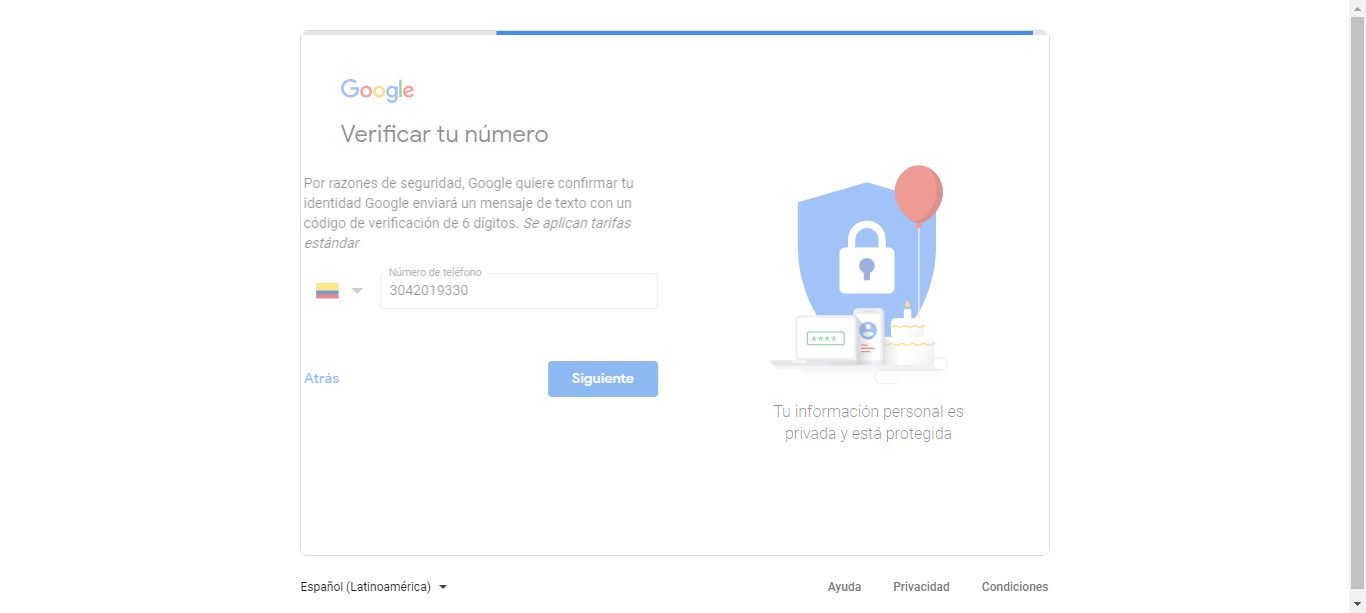 Google
Verificar tu número
Por razones de seguridad, Google quiere confirmar tu
identidad Google enviará un mensaje de texto con un
código de verificación de 6 dígitos. Se aplican tarifas
estándar
Número de teléfono
3042019330
Atrás
Siguiente
****
Tu información personal es
privada y está protegida
Español (Latinoamérica)
Ayuda
Privacidad
Condiciones